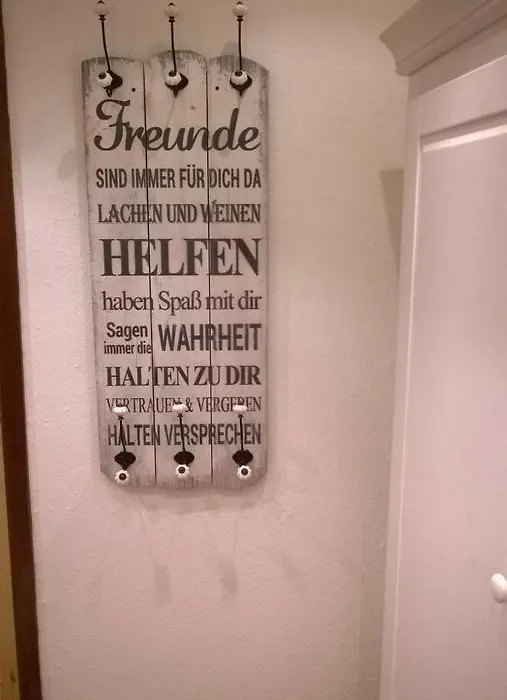 Freunde
SIND IMMER FÜR DICH DA
LACHEN UND WEINEN
HELFEN
haben Spaß mit dir
Sagen
immer die WAHRHEIT
HALTEN ZU DIR
VERTRAUEN & VERGEBEN
HALTEN VERSPRECHEN